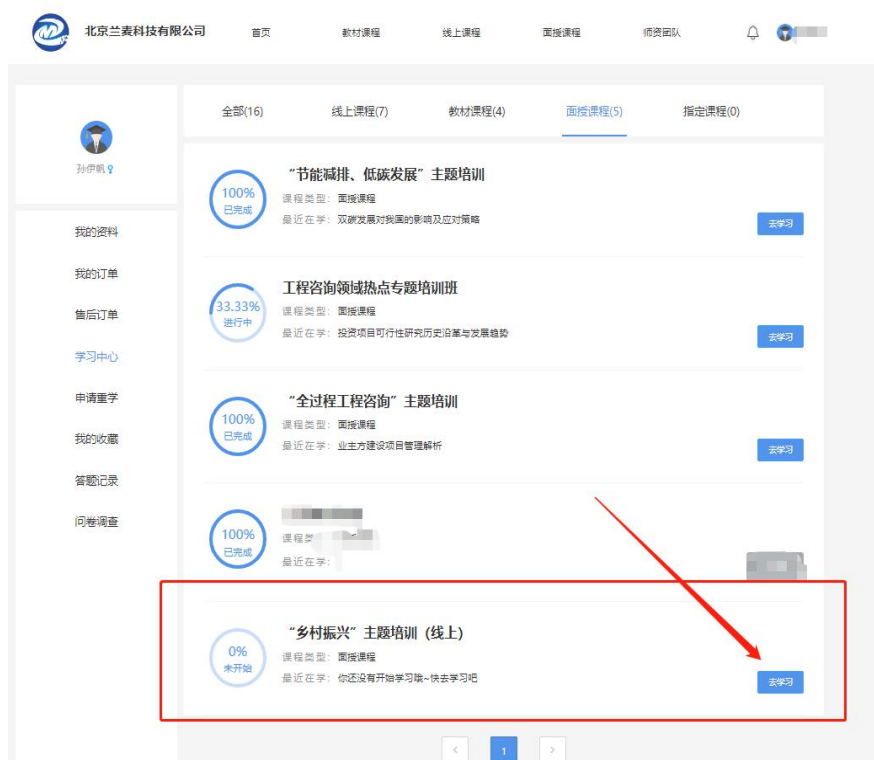 北京兰麦科技有限公司 首页 教材课程 线上课程 面授课程 师资团队
全部(16) 线上课程(7) 教材课程(4) 面授课程(5) 指定课程(0)
孙伊帆
我的资料
我的订单
售后订单
学习中心
申请重学
我的收藏
答题记录
问卷调查
“节能减排、低碳发展”主题培训
100%
已完成
课程类型：面授课程
最近在学：双碳发展对我国的影响及应对策略
去学习
工程咨询领域热点专题培训班
33.33%
进行中
课程类型：面授课程
最近在学：投资项目可行性研究历史沿革与发展趋势
去学习
“全过程工程咨询”主题培训
100%
已完成
课程类型：面授课程
最近在学：业主方建设项目管理解析
去学习
100%
已完成
课程
最近在学：
“乡村振兴”主题培训（线上）
0%
未开始
课程类型：面授课程
最近在学：你还没有开始学习哦~快去学习吧
去学习
< 1 >